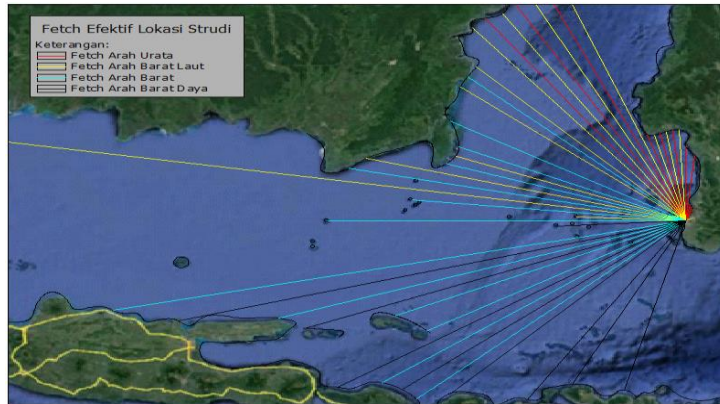 Fetch Efektif Lokasi Strudi
Keterangan:
Fetch Arah Urata
Fetch Arah Barat Laut
Fetch Arah Barat
Fetch Arah Barat Daya